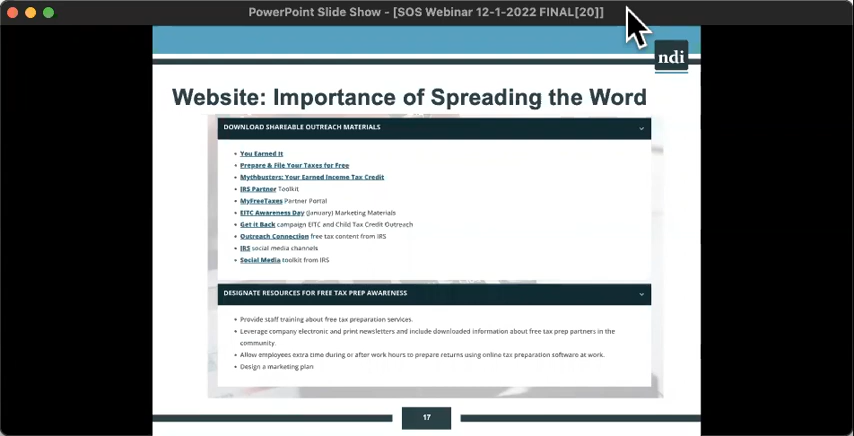 PowerPoint Slide Show - [SOS Webinar 12-1-2022 FINAL[20]]
ndi
Website: Importance of Spreading the Word
DOWNLOAD SHAREABLE OUTREACH MATERIALS
• You Earned It
• Prepare & File Your Taxes for Free
• Mythbusters: Your Earned Income Tax Credit
• IRS Partner Toolkit
• MyFreeTaxes Partner Portal
• EITC Awareness Day (January) Marketing Materials
• Get it Back campaign EITC and Child Tax Credit Outreach
• Outreach Connection free tax content from IRS
• IRS social media channels
• Social Media toolkit from IRS
DESIGNATE RESOURCES FOR FREE TAX PREP AWARENESS
• Provide staff training about free tax preparation services.
• Leverage company electronic and print newsletters and include downloaded information about free tax prep partners in the
community.
• Allow employees extra time during or after work hours to prepare returns using online tax preparation software at work.
• Design a marketing plan
17